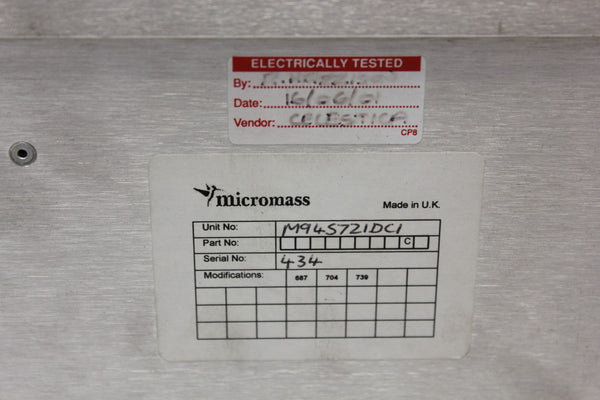 ELECTRICALLY TESTED
By:
Date: 16/06/01
Vendor: CELESTICA
CP8
micromass
Made in U.K.
Unit No: M945721DC1
Part No: C
Serial No: 434
Modifications: 687 704 739